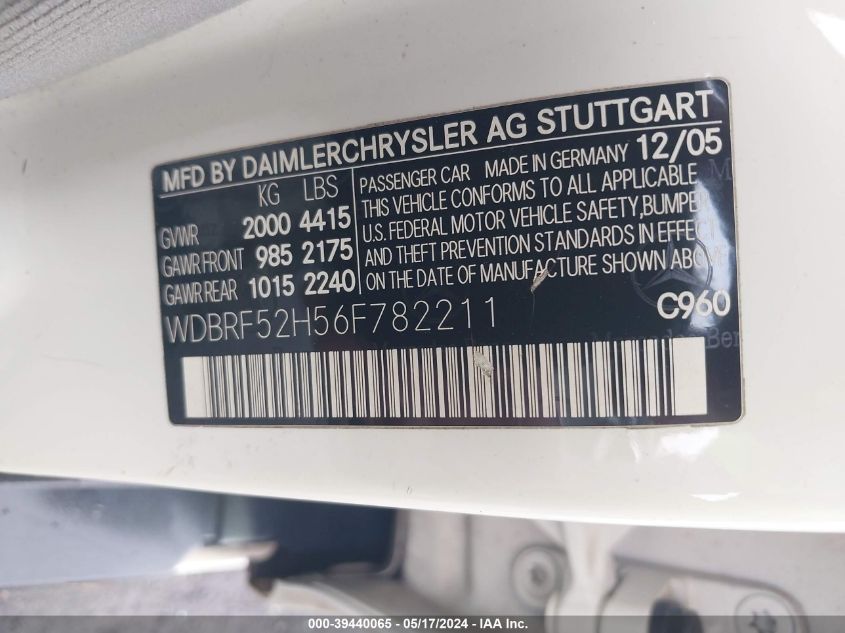 MFD BY DAIMLERCHRYSLER AG STUTTGART
KG LBS
GVWR 2000 4415
GAWR FRONT 985 2175
GAWR REAR 1015 2240
PASSENGER CAR MADE IN GERMANY 12/05
THIS VEHICLE CONFORMS TO ALL APPLICABLE
U.S. FEDERAL MOTOR VEHICLE SAFETY,BUMPER
AND THEFT PREVENTION STANDARDS IN EFFECT
ON THE DATE OF MANUFACTURE SHOWN ABOVE
WDBRF52H56F782211
C960
000-39440065 - 05/17/2024 - IAA Inc.